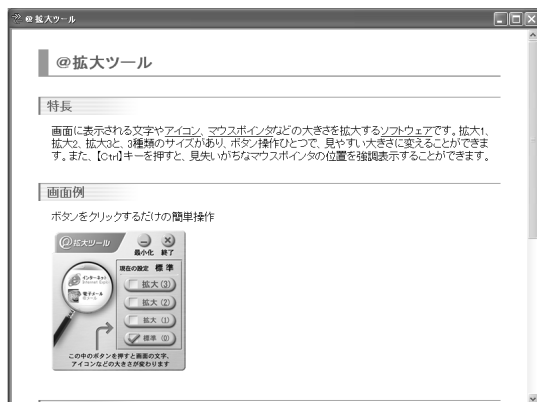 @拡大ツール
@拡大ツール
特長
画面に表示される文字やアイコン、マウスポインタなどの大きさを拡大するソフトウェアです。拡大1、
拡大2、拡大3と、3種類のサイズがあり、ボタン操作ひとつで、見やすい大きさに変えることができま
す。また、【Ctrl】キーを押すと、見失いがちなマウスポインタの位置を強調表示することができます。
画面例
ボタンをクリックするだけの簡単操作
@拡大ツール
最小化 終了
現在の設定 標準
インターネット
電子メール
拡大(3)
拡大(2)
拡大(1)
標準(0)
この中のボタンを押すと画面の文字、
アイコンなどの大きさが変わります